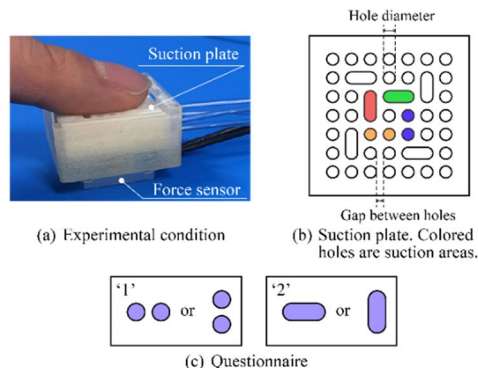 Hole diameter
Suction plate
Force sensor
Gap between holes
(a) Experimental condition
(b) Suction plate. Colored
holes are suction areas.
‘1’
or
‘2’
or
(c) Questionnaire